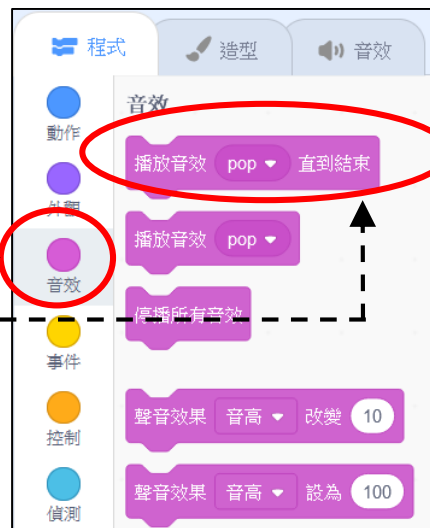 程式 造型 音效
音效
動作
播放音效 pop 直到結束
外觀
播放音效 pop
音效
停播所有音效
事件
聲音效果 音高 改變 10
控制
聲音效果 音高 設為 100
偵測